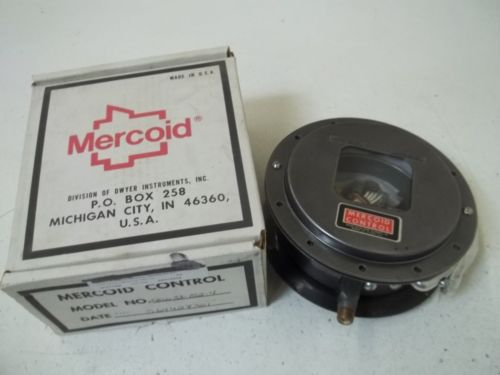 MADE IN U.S.A.
Mercoid®
DIVISION OF DWYER INSTRUMENTS, INC.
P.O. BOX 258
MICHIGAN CITY, IN 46360,
U.S.A.
MERCOID CONTROL
MODEL NO.
DATE
MERCOID
CONTROL